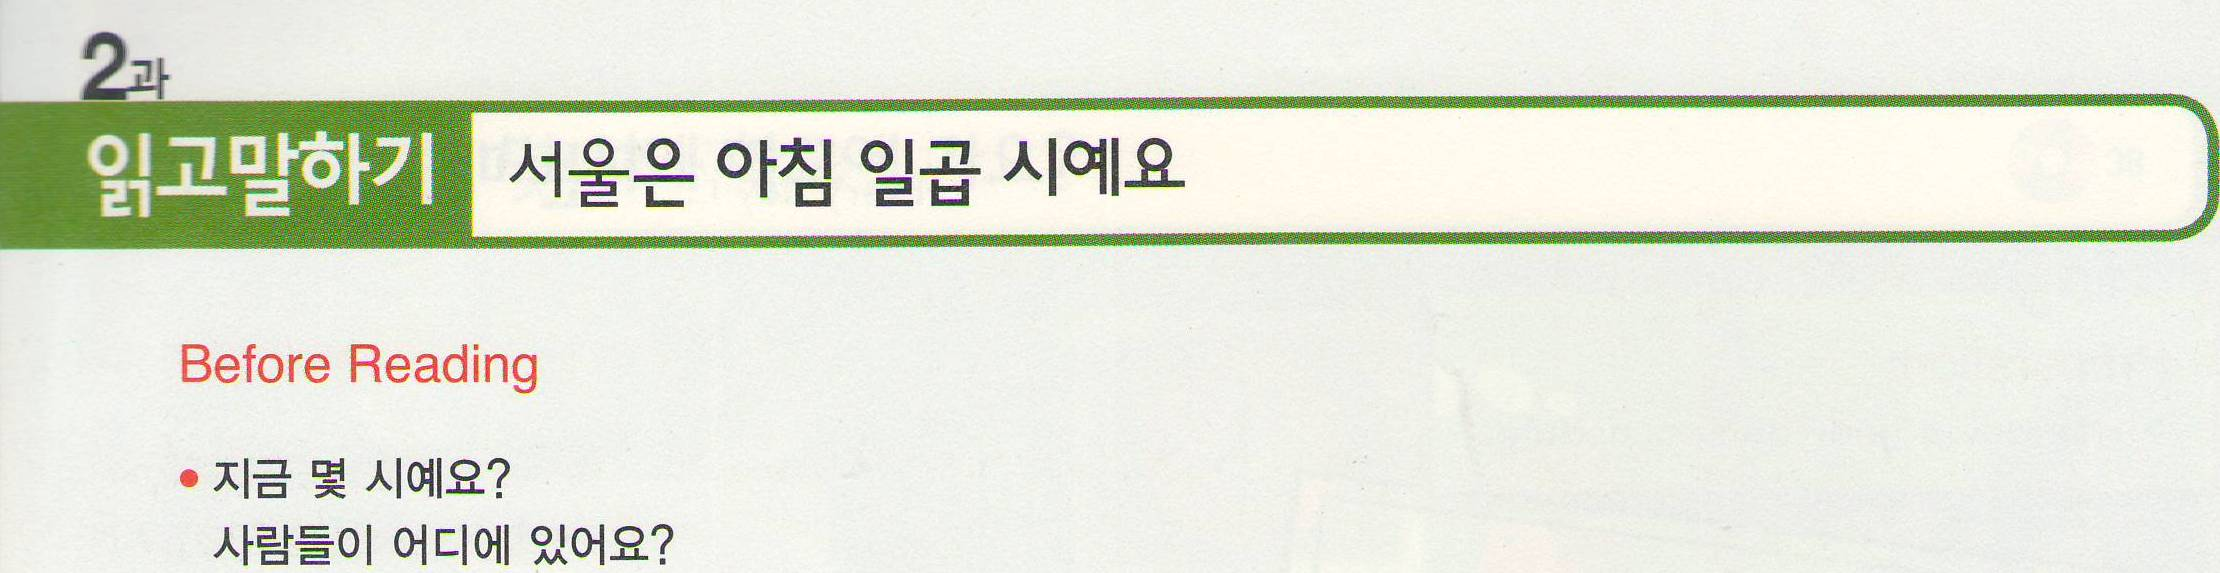 2과
읽고말하기 서울은 아침 일곱 시예요
Before Reading
• 지금 몇 시예요?
사람들이 어디에 있어요?